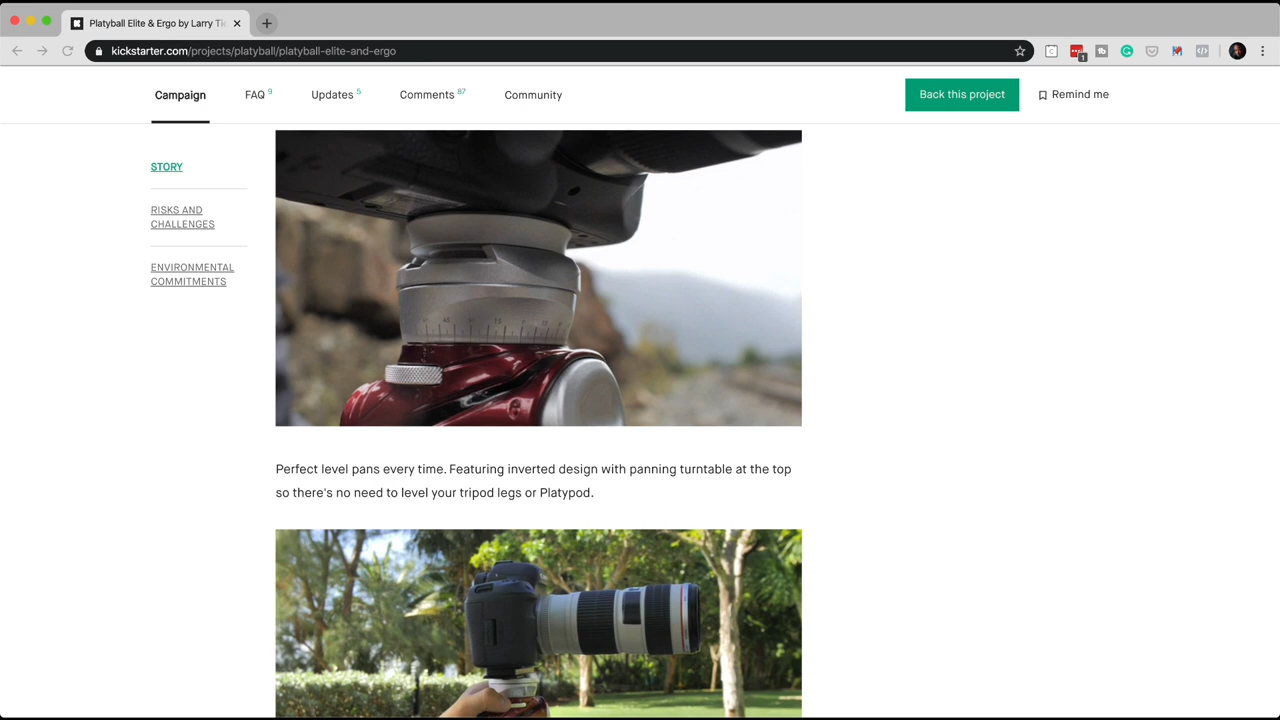 Platyball Elite & Ergo by Larry Ti
kickstarter.com/projects/platyball/platyball-elite-and-ergo
1
Campaign
FAQ 9
Updates 5
Comments 87
Community
Back this project
Remind me
STORY
RISKS AND
CHALLENGES
ENVIRONMENTAL
COMMITMENTS
Perfect level pans every time. Featuring inverted design with panning turntable at the top
so there's no need to level your tripod legs or Platypod.